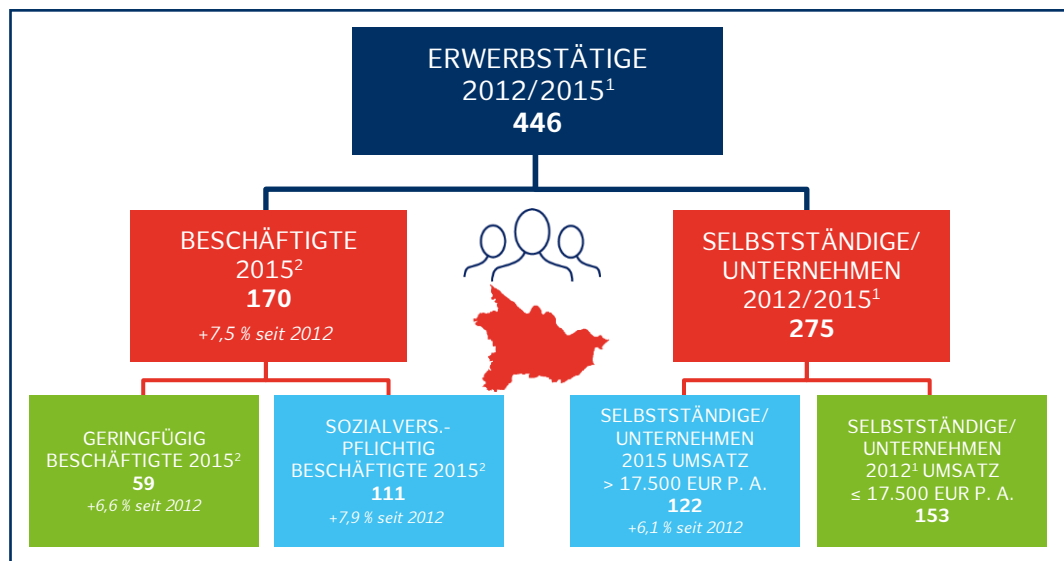 ERWERBSTÄTIGE
2012/2015¹
446
BESCHÄFTIGTE
2015²
170
+7,5 % seit 2012
SELBSTSTÄNDIGE/
UNTERNEHMEN
2012/2015¹
275
GERINGFÜGIG
BESCHÄFTIGTE 2015²
59
+6,6 % seit 2012
SOZIALVERS.-
PFLICHTIG
BESCHÄFTIGTE 2015²
111
+7,9 % seit 2012
SELBSTSTÄNDIGE/
UNTERNEHMEN
2015 UMSATZ
> 17.500 EUR P. A.
122
+6,1 % seit 2012
SELBSTSTÄNDIGE/
UNTERNEHMEN
2012¹ UMSATZ
≤ 17.500 EUR P. A.
153